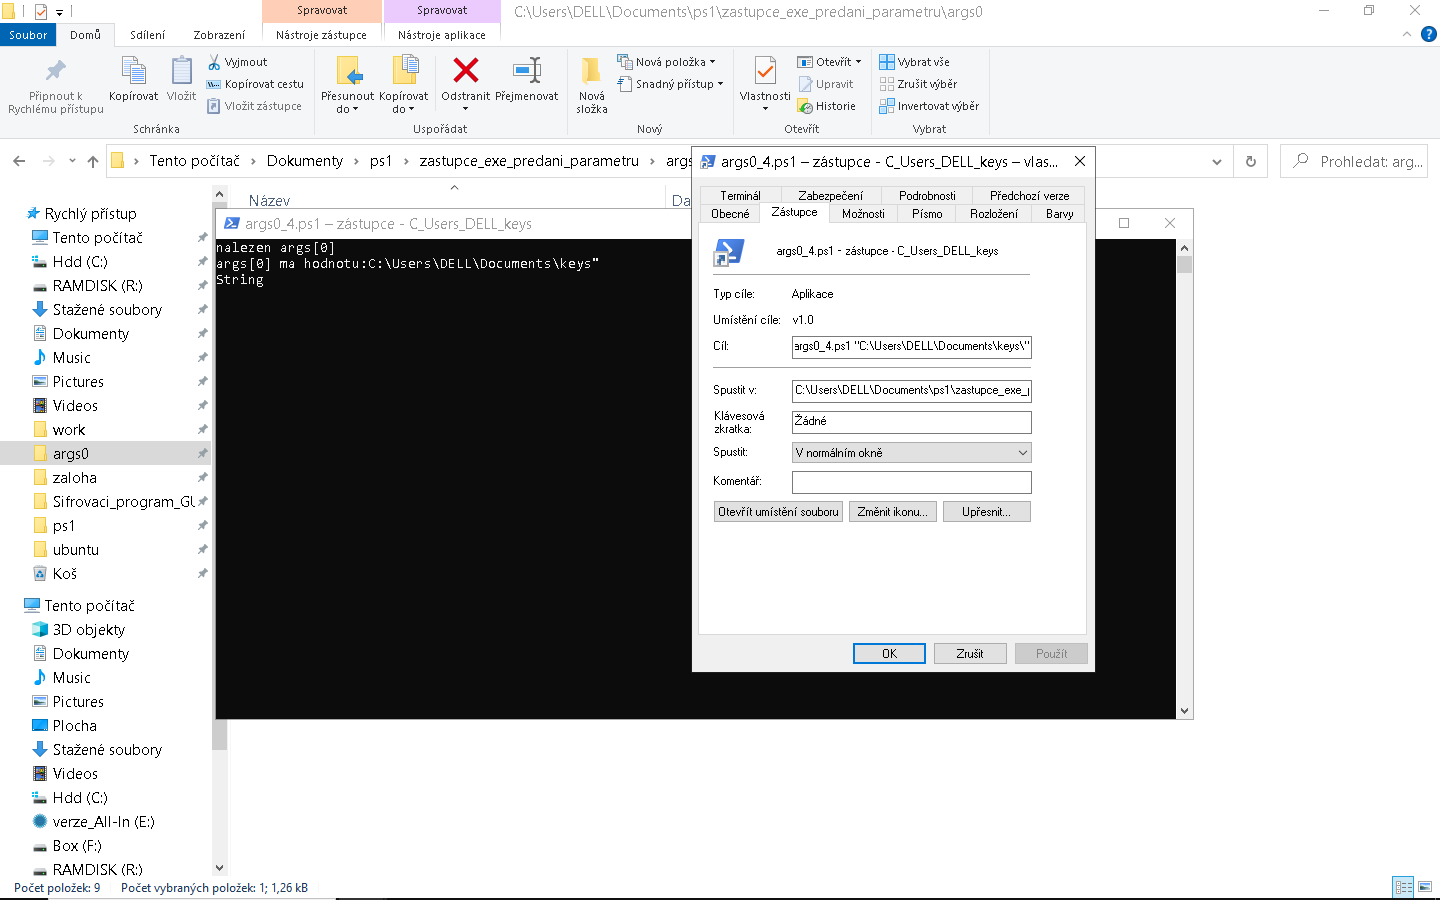 Spravovat
Spravovat
C:\Users\DELL\Documents\ps1\zastupce_exe_predani_parametru\args0
Soubor
Domů
Sdílení
Zobrazení
Nástroje zástupce
Nástroje aplikace
Připnout k
Rychlému přístupu
Kopírovat
Vložit
Vyjmout
Kopírovat cestu
Vložit zástupce
Schránka
Přesunout
do
Kopírovat
do
Odstranit
Přejmenovat
Uspořádat
Nová
složka
Nová položka
Snadný přístup
Nový
Vlastnosti
Otevřít
Upravit
Historie
Otevřít
Vybrat vše
Zrušit výběr
Invertovat výběr
Vybrat
Tento počítač
Dokumenty
ps1
zastupce_exe_predani_parametru
args
Prohledat: arg...
Název
Da
Rychlý přístup
Tento počítač
Hdd (C:)
RAMDISK (R:)
Stažené soubory
Dokumenty
Music
Pictures
Videos
work
args0
zaloha
Sifrovaci_program_GU
ps1
ubuntu
Koš
Tento počítač
3D objekty
Dokumenty
Music
Pictures
Plocha
Stažené soubory
Videos
Hdd (C:)
verze_All-In (E:)
Box (F:)
RAMDISK (R:)
Počet položek: 9
Počet vybraných položek: 1; 1,26 kB
args0_4.ps1 – zástupce - C_Users_DELL_keys
nalezen args[0]
args[0] ma hodnotu:C:\Users\DELL\Documents\keys"
String
args0_4.ps1 – zástupce - C_Users_DELL_keys – vlas...
Terminál
Zabezpečení
Podrobnosti
Předchozí verze
Obecné
Zástupce
Možnosti
Písmo
Rozložení
Barvy
args0_4.ps1 - zástupce - C_Users_DELL_keys
Typ cíle:
Aplikace
Umístění cíle:
v1.0
Cíl:
args0_4.ps1 "C:\Users\DELL\Documents\keys\"
Spustit v:
C:\Users\DELL\Documents\ps1\zastupce_exe_p
Klávesová
zkratka:
Žádné
Spustit:
V normálním okně
Komentář:
Otevřít umístění souboru
Změnit ikonu...
Upřesnit...
OK
Zrušit
Použít